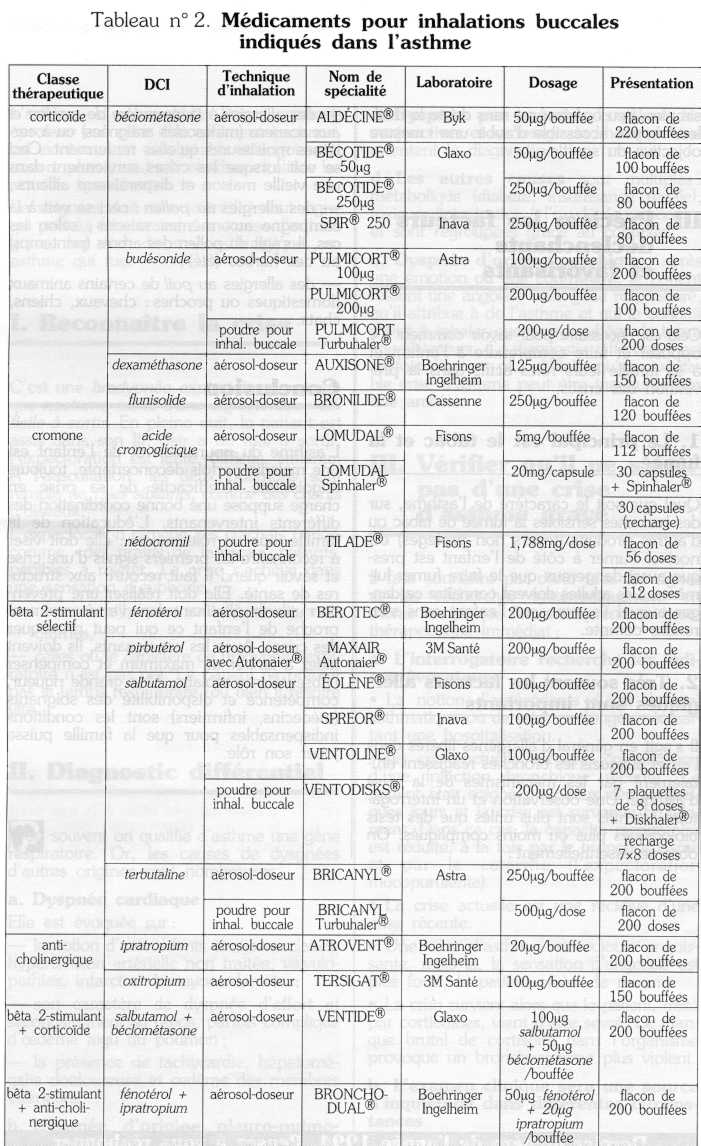 Tableau n° 2. Médicaments pour inhalations buccales
indiqués dans l'asthme
Classe thérapeutique DCI Technique d'inhalation Nom de spécialité Laboratoire Dosage Présentation
corticoïde béclométasone aérosol-doseur ALDÉCINE® Byk 50µg/bouffée flacon de 220 bouffées
BÉCOTIDE® 50µg Glaxo 50µg/bouffée flacon de 100 bouffées
BÉCOTIDE® 250µg 250µg/bouffée flacon de 80 bouffées
SPIR® 250 Inava 250µg/bouffée flacon de 80 bouffées
budésonide aérosol-doseur PULMICORT® 100µg Astra 100µg/bouffée flacon de 200 bouffées
PULMICORT® 200µg 200µg/bouffée flacon de 100 bouffées
poudre pour inhal. buccale PULMICORT Turbuhaler® 200µg/dose flacon de 200 doses
dexaméthasone aérosol-doseur AUXISONE® Boehringer Ingelheim 125µg/bouffée flacon de 150 bouffées
flunisolide aérosol-doseur BRONILIDE® Cassenne 250µg/bouffée flacon de 120 bouffées
cromone acide cromoglicique aérosol-doseur LOMUDAL® Fisons 5mg/bouffée flacon de 112 bouffées
poudre pour inhal. buccale LOMUDAL Spinhaler® 20mg/capsule 30 capsules + Spinhaler®
30 capsules (recharge)
nédocromil aérosol-doseur TILADE® Fisons 1,788mg/dose flacon de 56 doses
flacon de 112 doses
bêta 2-stimulant sélectif fénotérol aérosol-doseur BEROTEC® Boehringer Ingelheim 200µg/bouffée flacon de 200 bouffées
pirbutérol aérosol-doseur avec Autonaier® MAXAIR Autonaier® 3M Santé 200µg/bouffée flacon de 200 bouffées
salbutamol aérosol-doseur ÉOLÈNE® Fisons 100µg/bouffée flacon de 200 bouffées
SPREOR® Inava 100µg/bouffée flacon de 200 bouffées
VENTOLINE® Glaxo 100µg/bouffée flacon de 200 bouffées
poudre pour inhal. buccale VENTODISKS® 200µg/dose 7 plaquettes de 8 doses + Diskhaler®
recharge 7×8 doses
terbutaline aérosol-doseur BRICANYL® Astra 250µg/bouffée flacon de 200 bouffées
poudre pour inhal. buccale BRICANYL Turbuhaler® 500µg/dose flacon de 200 doses
anti-cholinergique ipratropium aérosol-doseur ATROVENT® Boehringer Ingelheim 20µg/bouffée flacon de 200 bouffées
oxitropium aérosol-doseur TERSIGAT® 3M Santé 100µg/bouffée flacon de 150 bouffées
bêta 2-stimulant + corticoïde salbutamol + béclométasone aérosol-doseur VENTIDE® Glaxo 100µg salbutamol + 50µg béclométasone /bouffée flacon de 200 bouffées
bêta 2-stimulant + anti-cholinergique fénotérol + ipratropium aérosol-doseur BRONCHO-DUAL® Boehringer Ingelheim 50µg fénotérol + 20µg ipratropium /bouffée flacon de 200 bouffées